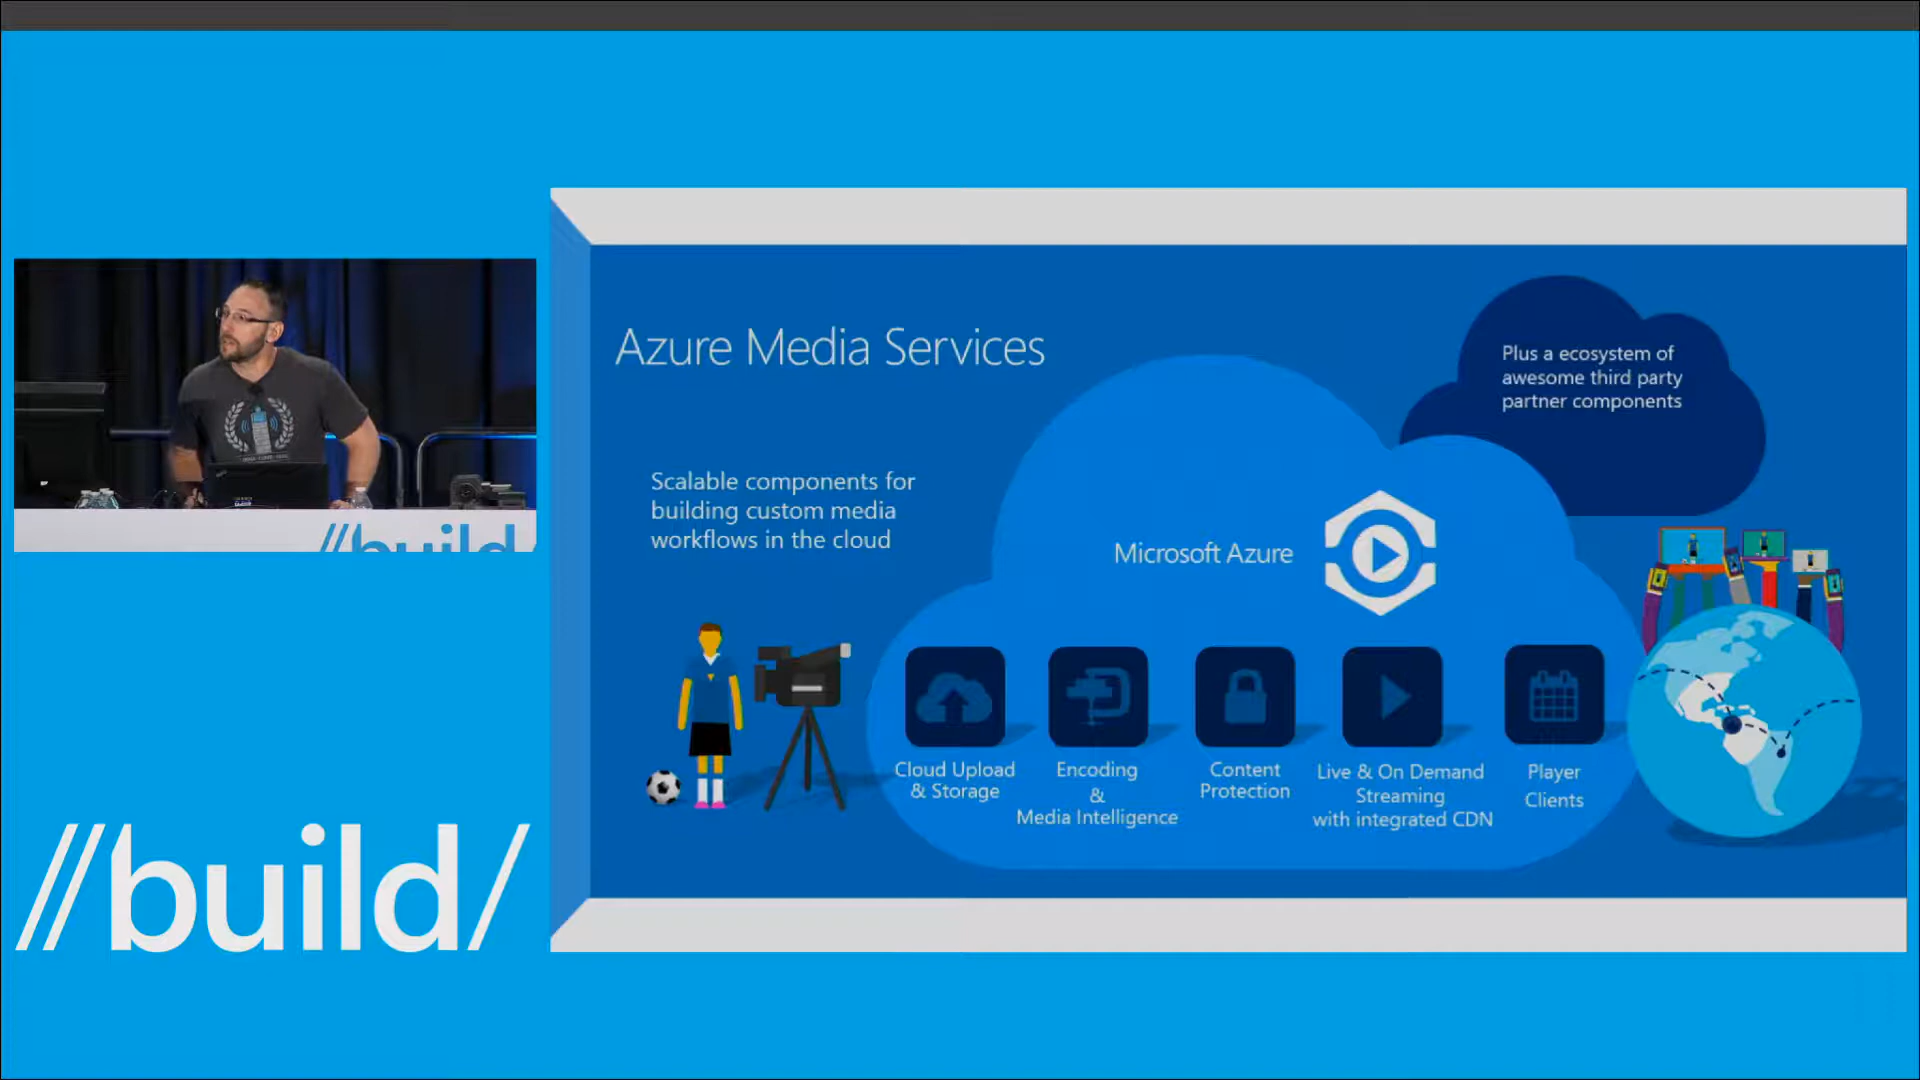 Azure Media Services
Plus a ecosystem of
awesome third party
partner components
Scalable components for
building custom media
workflows in the cloud
Microsoft Azure
Cloud Upload
& Storage
Encoding
&
Media Intelligence
Content
Protection
Live & On Demand
Streaming
with integrated CDN
Player
Clients
//build
//build/